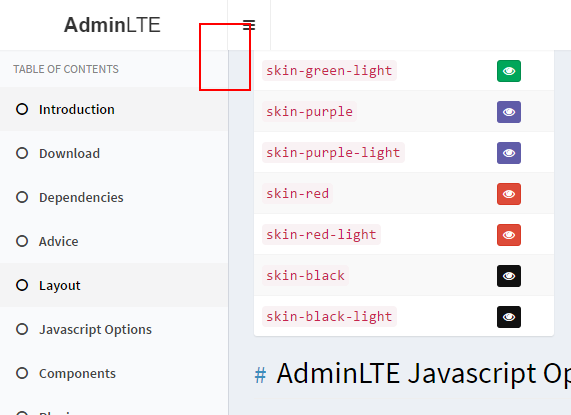 AdminLTE
TABLE OF CONTENTS
Introduction
Download
Dependencies
Advice
Layout
Javascript Options
Components
skin-green-light
skin-purple
skin-purple-light
skin-red
skin-red-light
skin-black
skin-black-light
# AdminLTE Javascript Op